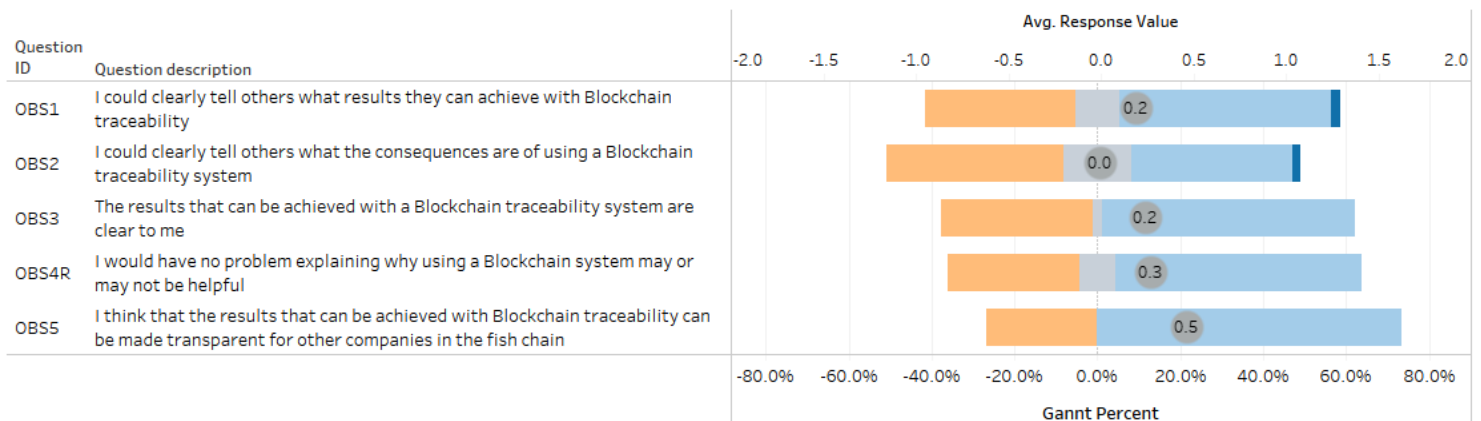 Avg. Response Value
Question
ID Question description
-2.0 -1.5 -1.0 -0.5 0.0 0.5 1.0 1.5 2.0
OBS1 I could clearly tell others what results they can achieve with Blockchain
traceability
0.2
OBS2 I could clearly tell others what the consequences are of using a Blockchain
traceability system
0.0
OBS3 The results that can be achieved with a Blockchain traceability system are
clear to me
0.2
OBS4R I would have no problem explaining why using a Blockchain system may or
may not be helpful
0.3
OBS5 I think that the results that can be achieved with Blockchain traceability can
be made transparent for other companies in the fish chain
0.5
-80.0% -60.0% -40.0% -20.0% 0.0% 20.0% 40.0% 60.0% 80.0%
Gannt Percent